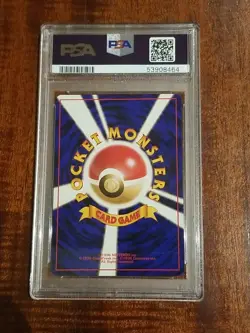 PSA
PSA
53908464
POCKET MONSTERS
CARD GAME